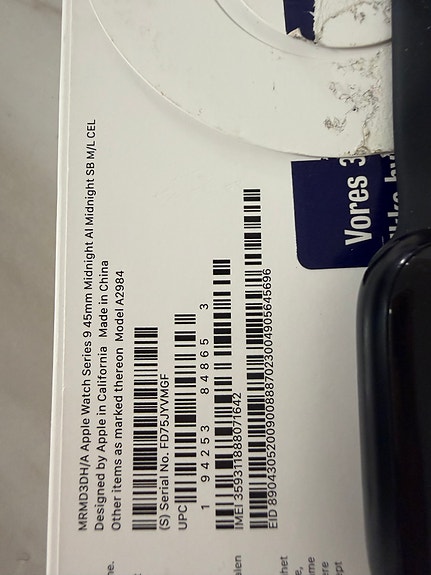 MRMD3DH/A Apple Watch Series 9 45mm Midnight Al Midnight SB M/L CEL
Designed by Apple in California Made in China
Other items as marked thereon Model A2984
(S) Serial No. FD75JYVMGF
UPC
1 94253 84865 3
IMEI 359311888071642
EID 89043052009008887023004905645696
Vores 3